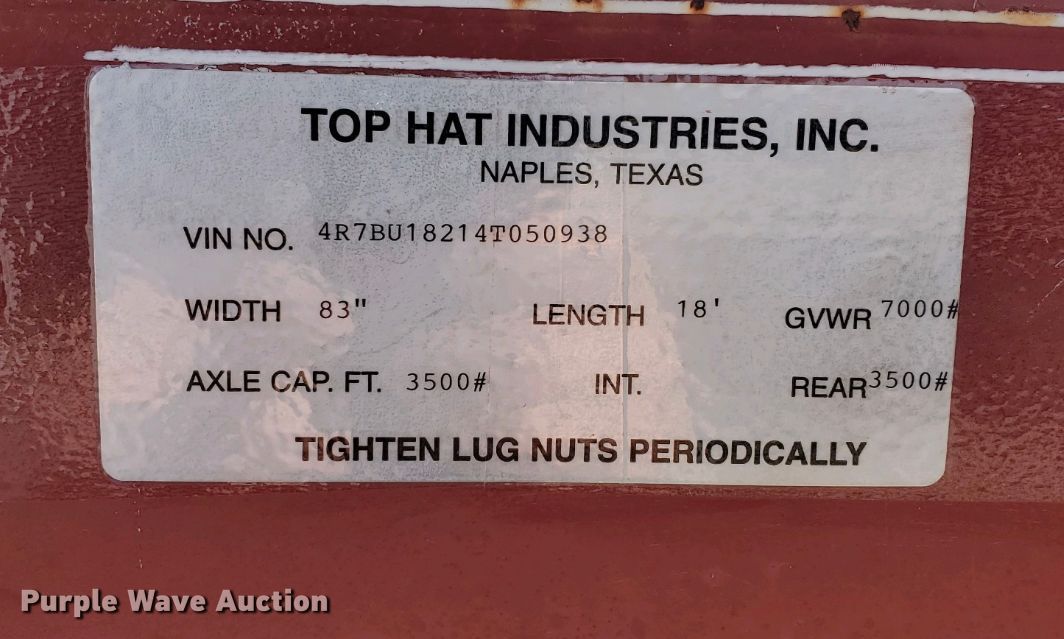 TOP HAT INDUSTRIES, INC.
NAPLES, TEXAS
VIN NO. 4R7BU18214T050938
WIDTH 83" LENGTH 18' GVWR 7000#
AXLE CAP. FT. 3500# INT. REAR 3500#
TIGHTEN LUG NUTS PERIODICALLY
Purple Wave Auction